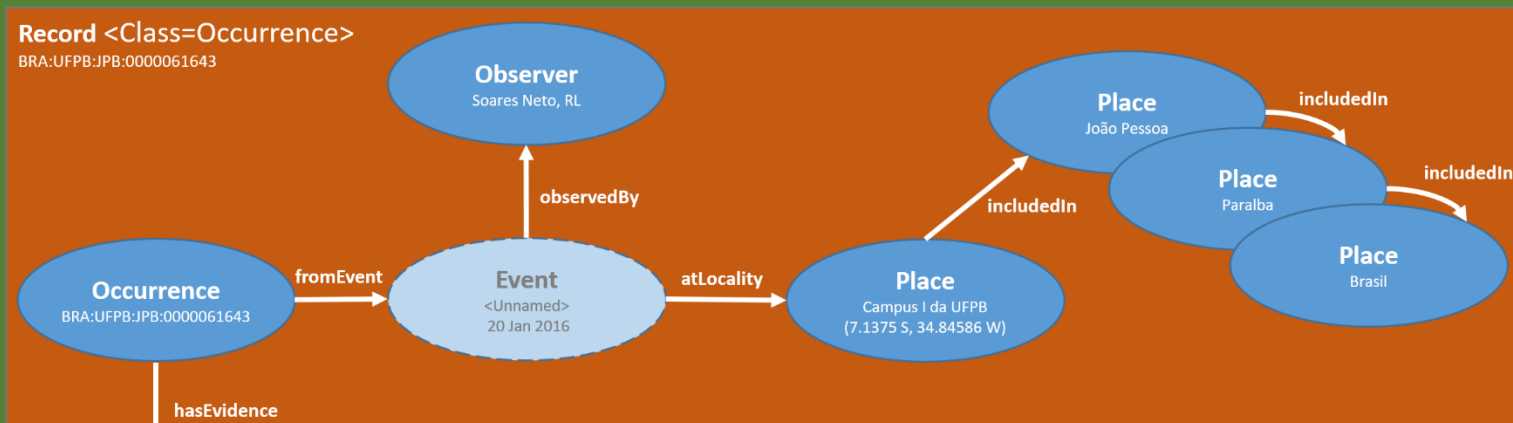 Record <Class=Occurrence>
BRA:UFPB:JPB:0000061643
Observer
Soares Neto, RL
observedBy
Occurrence
BRA:UFPB:JPB:0000061643
fromEvent
Event
<Unnamed>
20 Jan 2016
atLocality
Place
Campus I da UFPB
(7.1375 S, 34.84586 W)
includedIn
Place
João Pessoa
includedIn
Place
Paralba
includedIn
Place
Brasil
hasEvidence